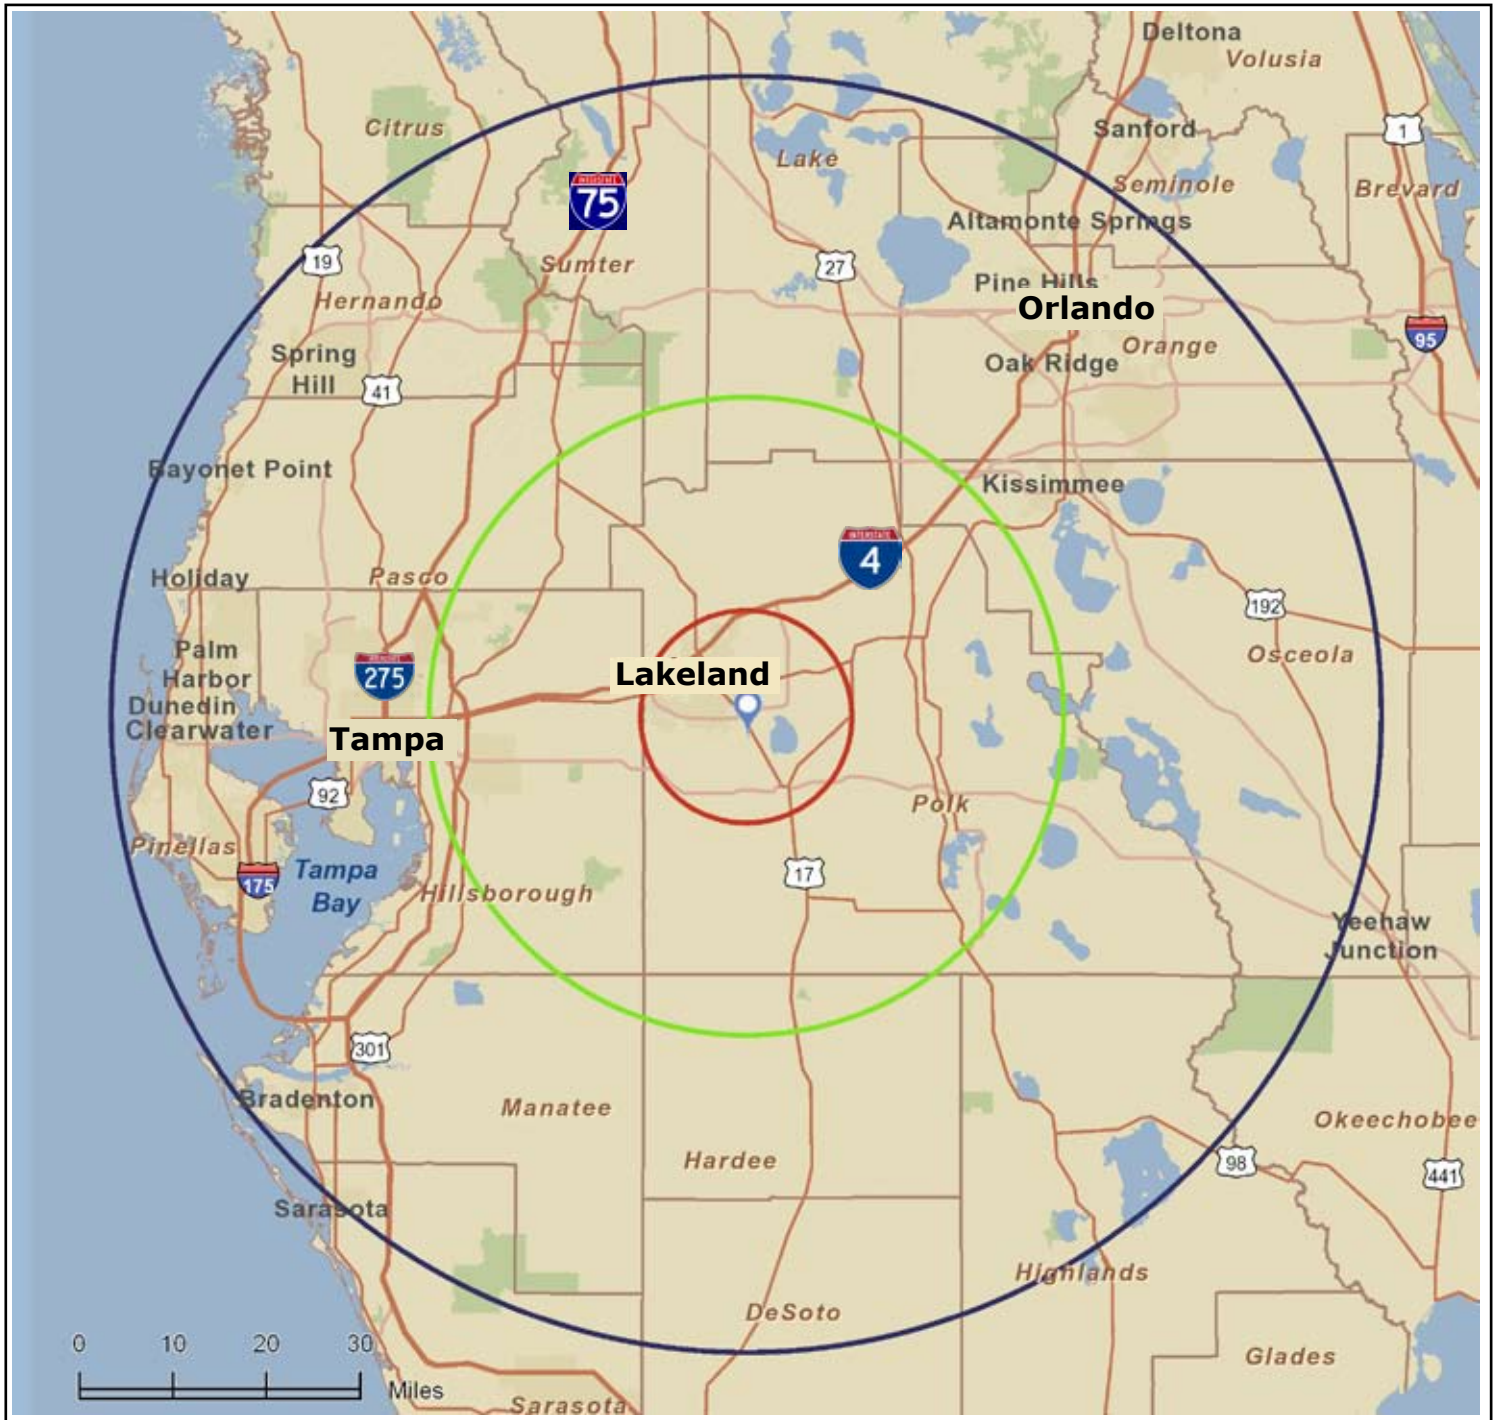 Deltona
Volusia
Citrus
Sanford
1
Lake
INTERSTATE
75
Seminole
Brevard
Altamonte Springs
19
Sumter
27
Pine Hills
Hernando
Orlando
95
Spring
Hill
Orange
Oak Ridge
41
Bayonet Point
Kissimmee
INTERSTATE
4
Holiday
Pasco
192
Palm
Harbor
Osceola
275
Lakeland
Dunedin
Clearwater
Tampa
92
Polk
Pinellas
Tampa
Bay
175
17
Hillsborough
Yeehaw
Junction
301
Bradenton
Manatee
Okeechobee
Hardee
98
441
Sarasota
Highlands
DeSoto
0 10 20 30
Miles
Glades
Sarasota